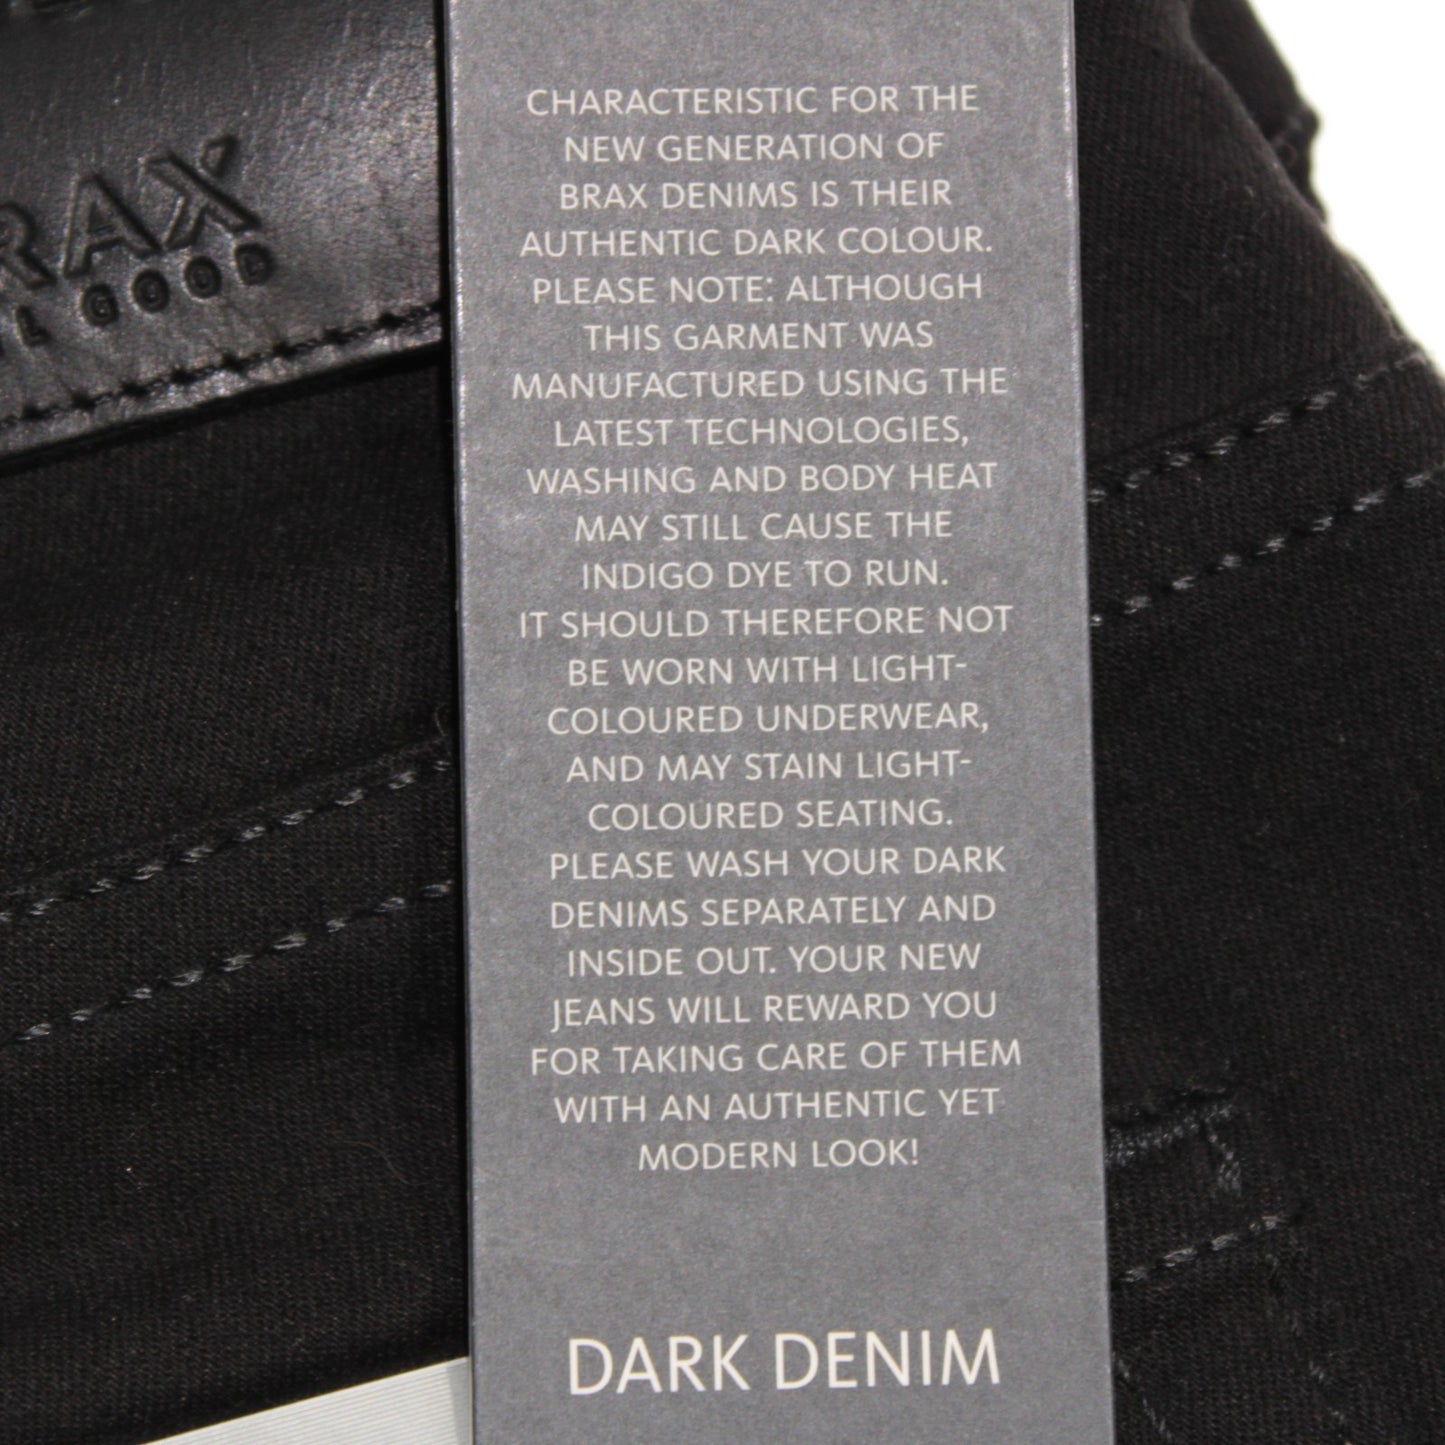 RAX
L GOOD
CHARACTERISTIC FOR THE
NEW GENERATION OF
BRAX DENIMS IS THEIR
AUTHENTIC DARK COLOUR.
PLEASE NOTE: ALTHOUGH
THIS GARMENT WAS
MANUFACTURED USING THE
LATEST TECHNOLOGIES,
WASHING AND BODY HEAT
MAY STILL CAUSE THE
INDIGO DYE TO RUN.
IT SHOULD THEREFORE NOT
BE WORN WITH LIGHT-
COLOURED UNDERWEAR,
AND MAY STAIN LIGHT-
COLOURED SEATING.
PLEASE WASH YOUR DARK
DENIMS SEPARATELY AND
INSIDE OUT. YOUR NEW
JEANS WILL REWARD YOU
FOR TAKING CARE OF THEM
WITH AN AUTHENTIC YET
MODERN LOOK!
DARK DENIM